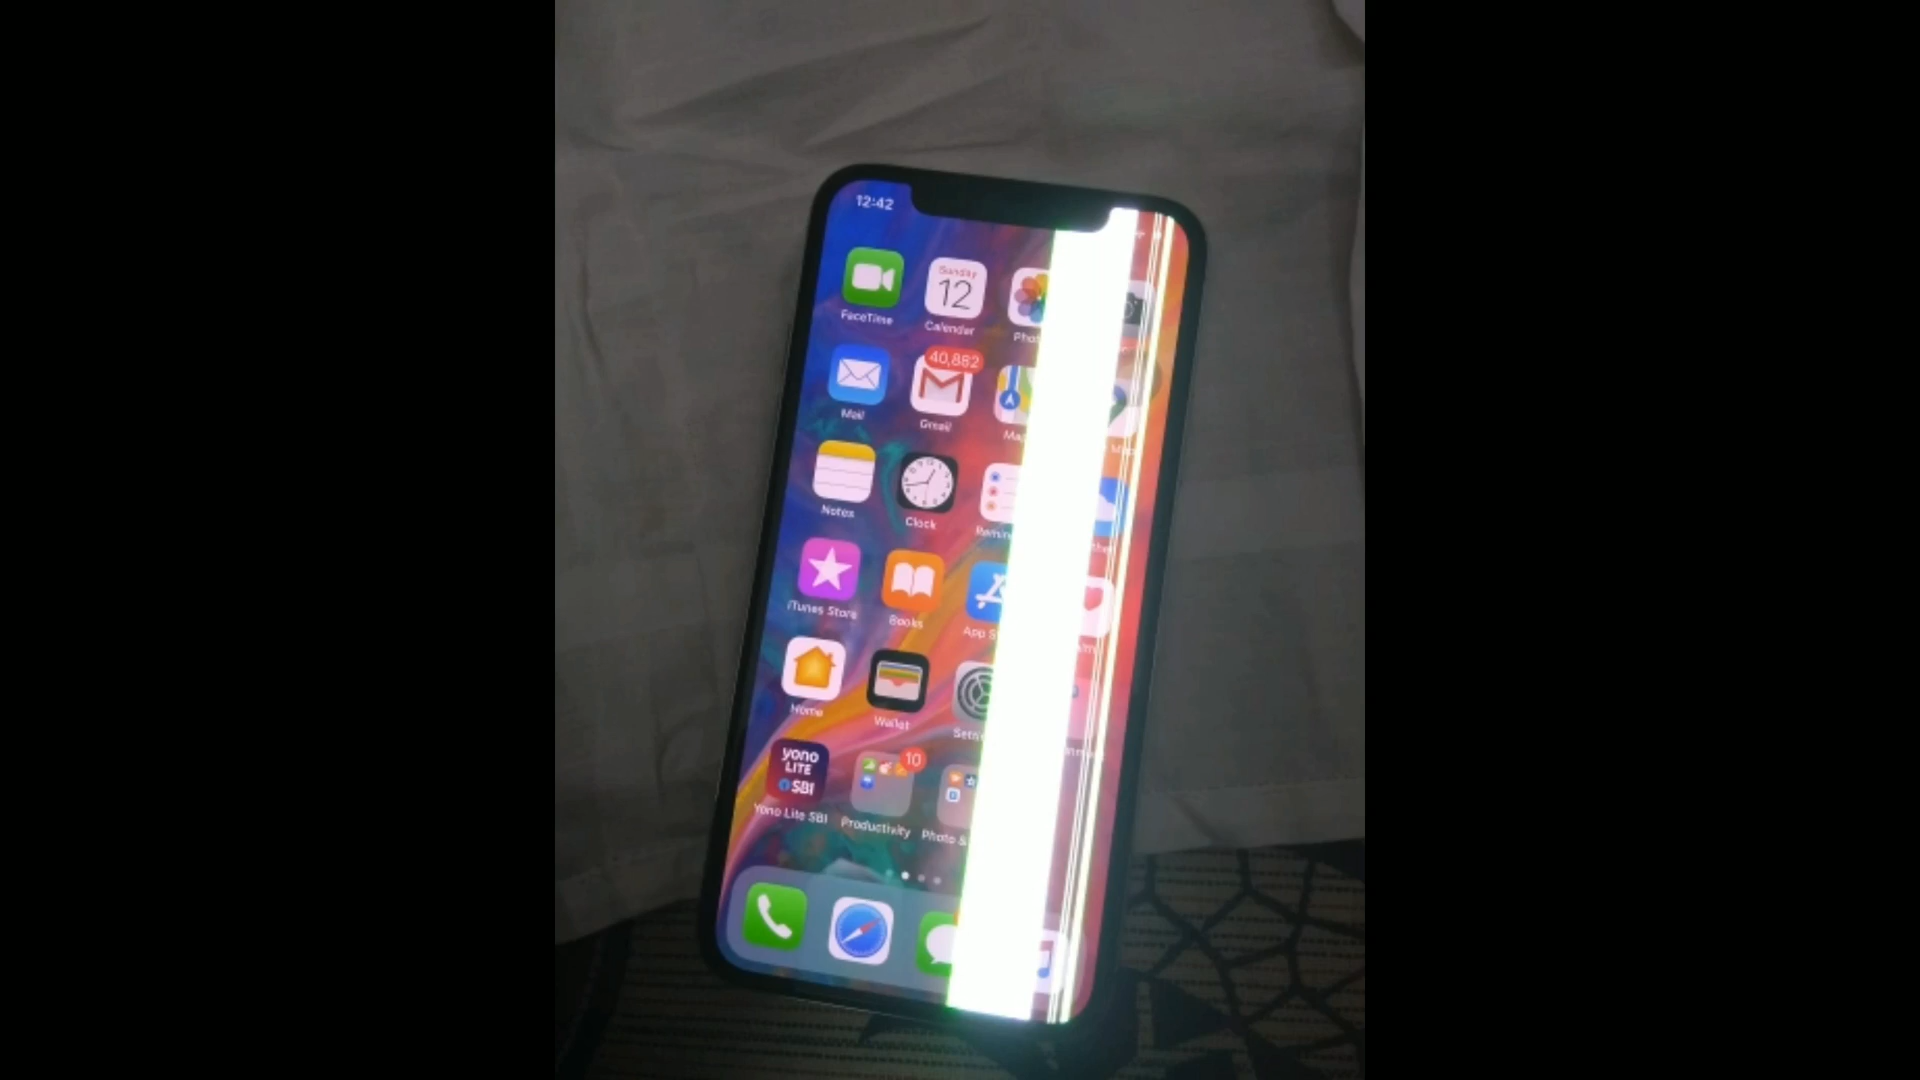 12:42
FaceTime
Sunday
12
Calendar
Mail
40,882
Gmail
Notes
Clock
iTunes Store
Books
App S
Home
Wallet
yono
LITE
SBI
Yono Lite SBI
10
Productivity
Photo &